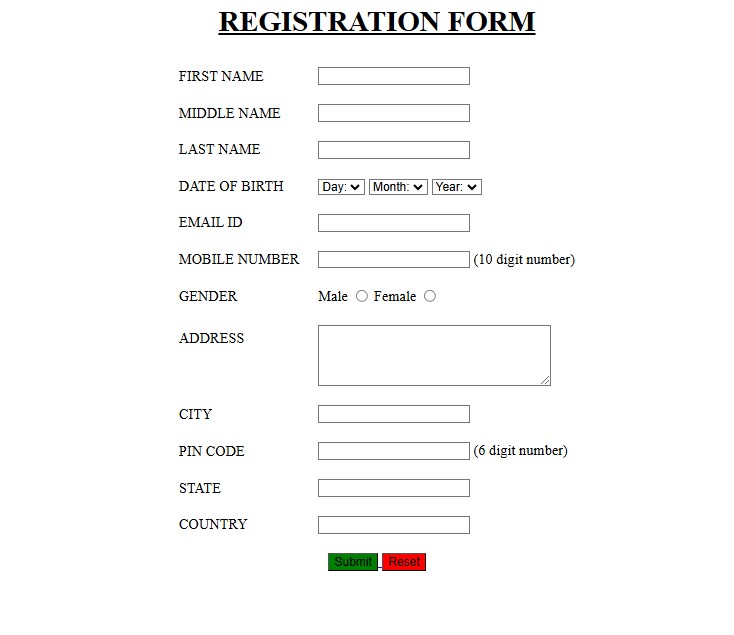 REGISTRATION FORM
FIRST NAME
MIDDLE NAME
LAST NAME
DATE OF BIRTH Day: Month: Year:
EMAIL ID
MOBILE NUMBER (10 digit number)
GENDER Male Female
ADDRESS
CITY
PIN CODE (6 digit number)
STATE
COUNTRY
Submit Reset